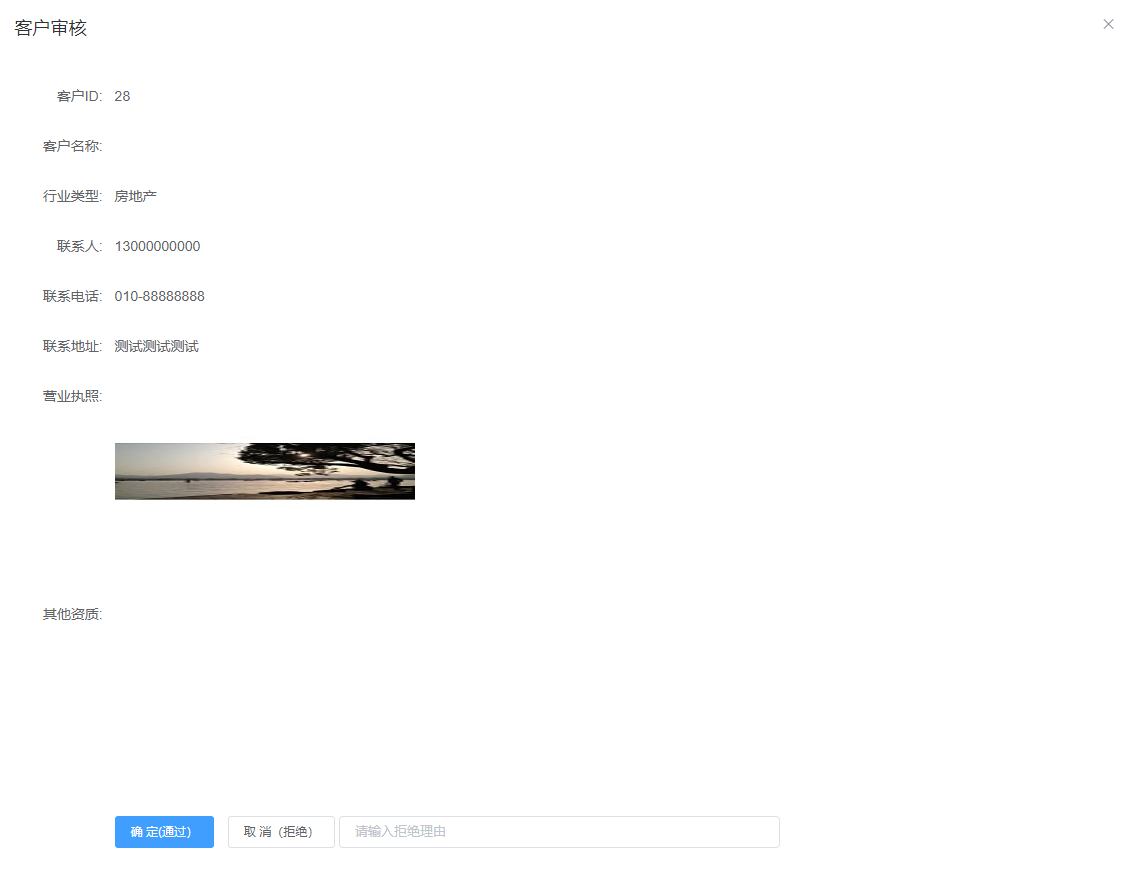 客户审核
客户ID: 28
客户名称:
行业类型: 房地产
联系人: 13000000000
联系电话: 010-88888888
联系地址: 测试测试测试
营业执照:
其他资质:
确 定(通过) 取 消（拒绝） 请输入拒绝理由